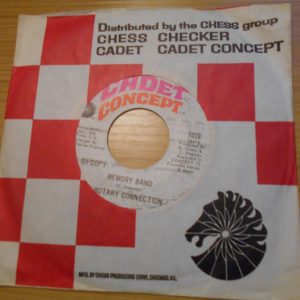 Distributed by the CHESS group
CHESS CHECKER
CADET CADET CONCEPT
CADET
CONCEPT
7018
DJ COPY
MEMORY BAND
ROTARY CONNECTION
MFG. BY CHESS PRODUCING CORP., CHICAGO, ILL.